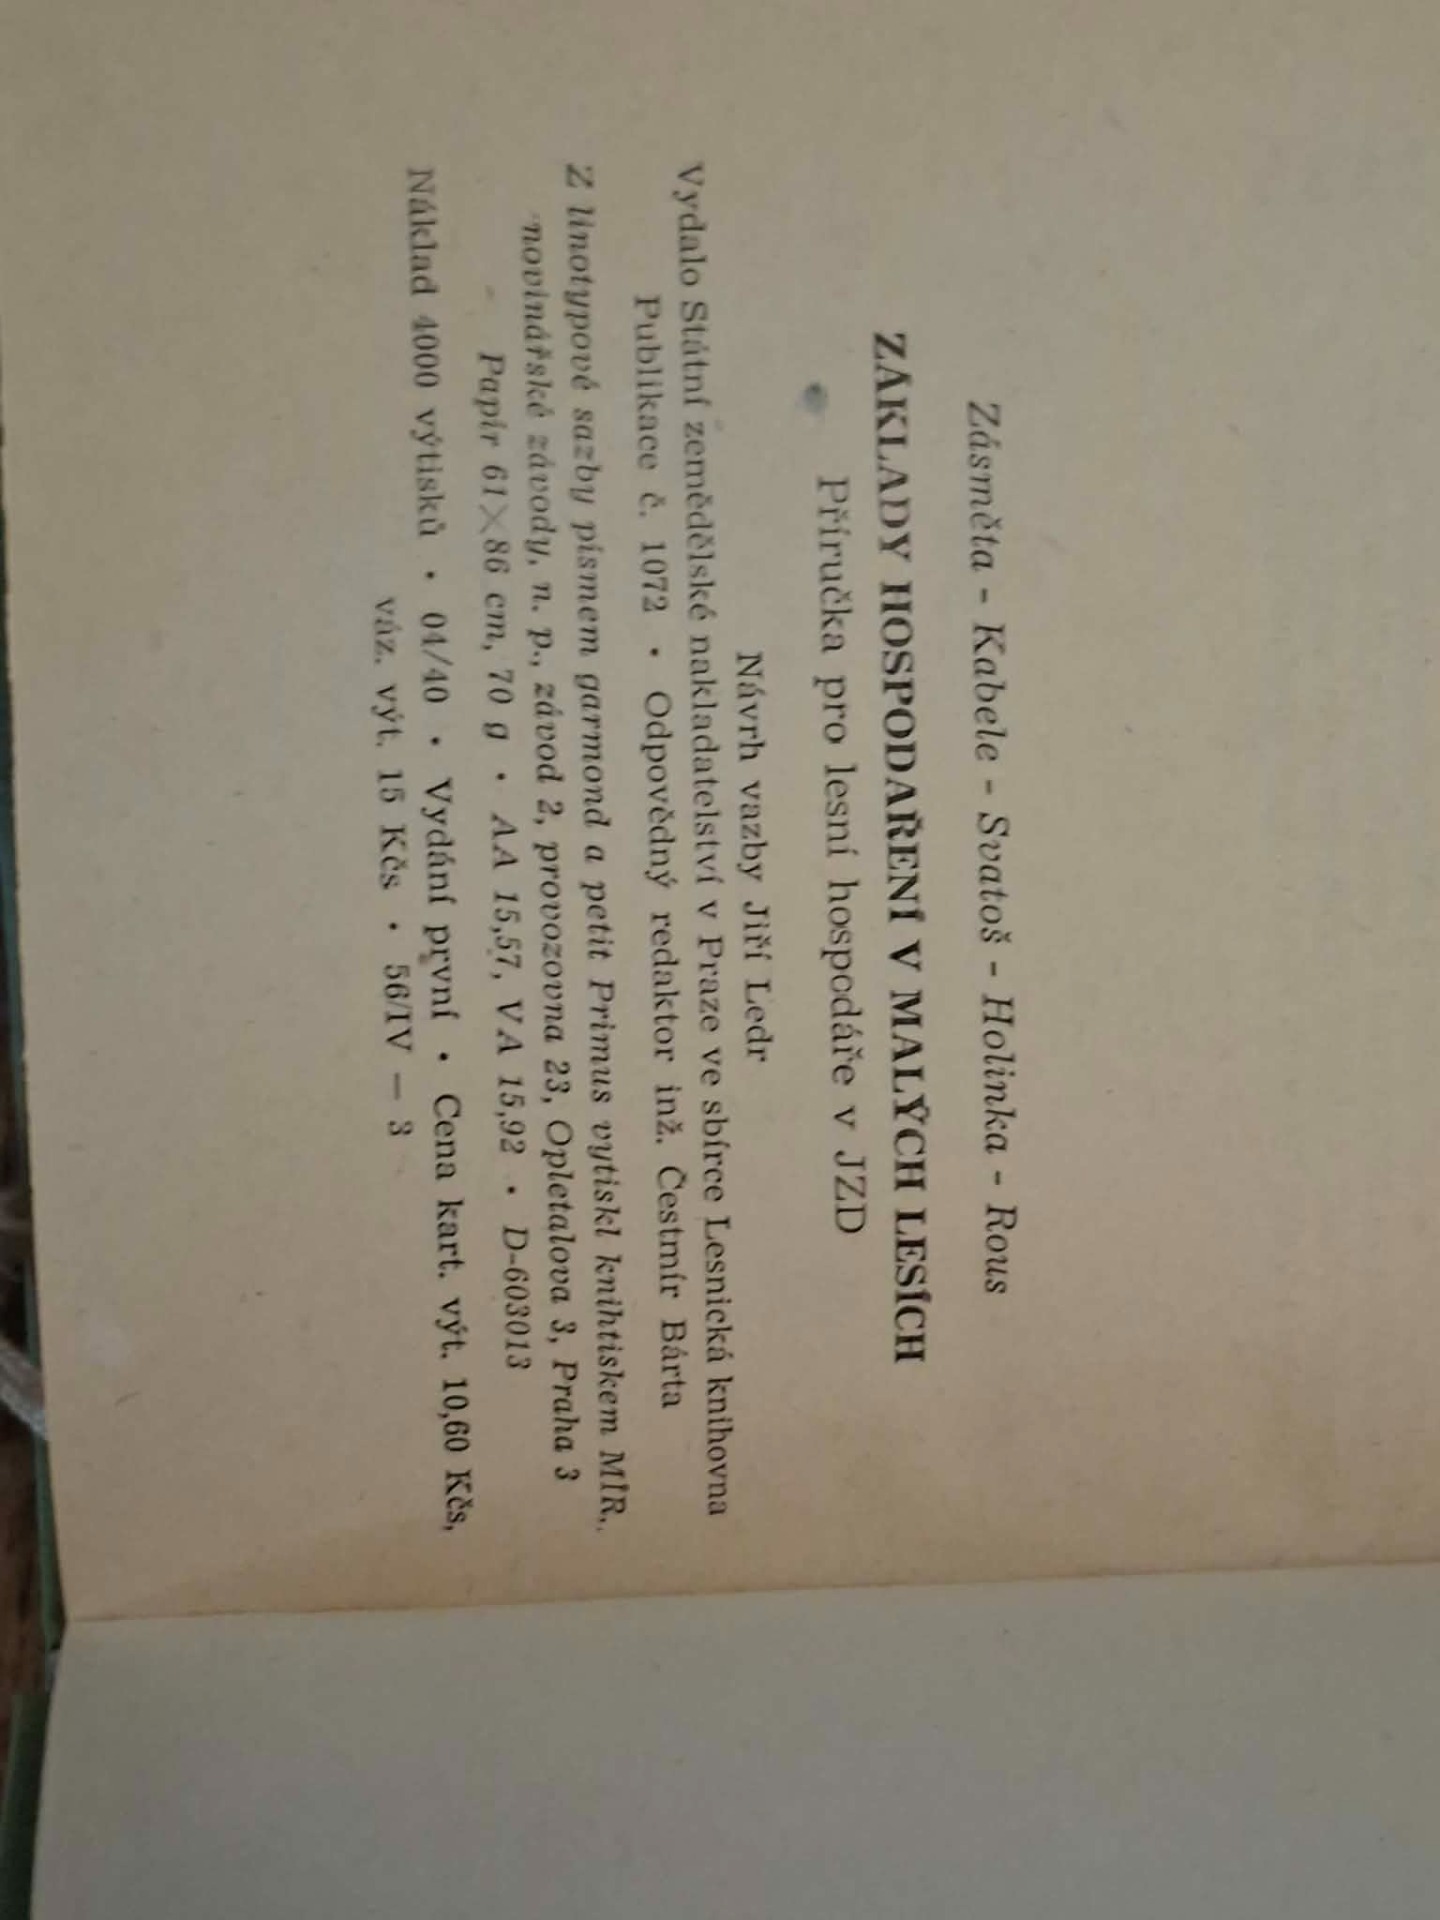 Zásměta - Kabele - Svatoš - Holinka - Rous
ZÁKLADY HOSPODAŘENÍ V MALÝCH LESÍCH
Příručka pro lesní hospodáře v JZD
Návrh vazby Jiří Ledr
Vydalo Státní zemědělské nakladatelství v Praze ve sbírce Lesnická knihovna
Publikace č. 1072 • Odpovědný redaktor inž. Čestmír Bárta
Z linotypové sazby písmem garmond a petit Primus vytiskl knihtiskem MÍR,
novinářské závody, n. p., závod 2, provozovna 23, Opletalova 3, Praha 3
Papír 61×86 cm, 70 g • AA 15,57, VA 15,92 • D-603013
Náklad 4000 výtisků • 04/40 • Vydání první • Cena kart. výt. 10,60 Kčs,
váz. výt. 15 Kčs • 56/IV — 3